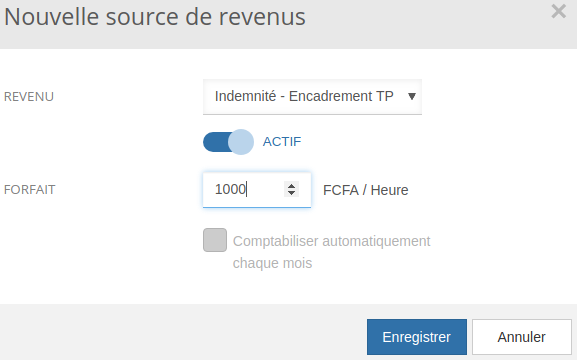 Nouvelle source de revenus
REVENU Indemnité - Encadrement TP
ACTIF
FORFAIT 1000 FCFA / Heure
Comptabiliser automatiquement
chaque mois
Enregistrer Annuler